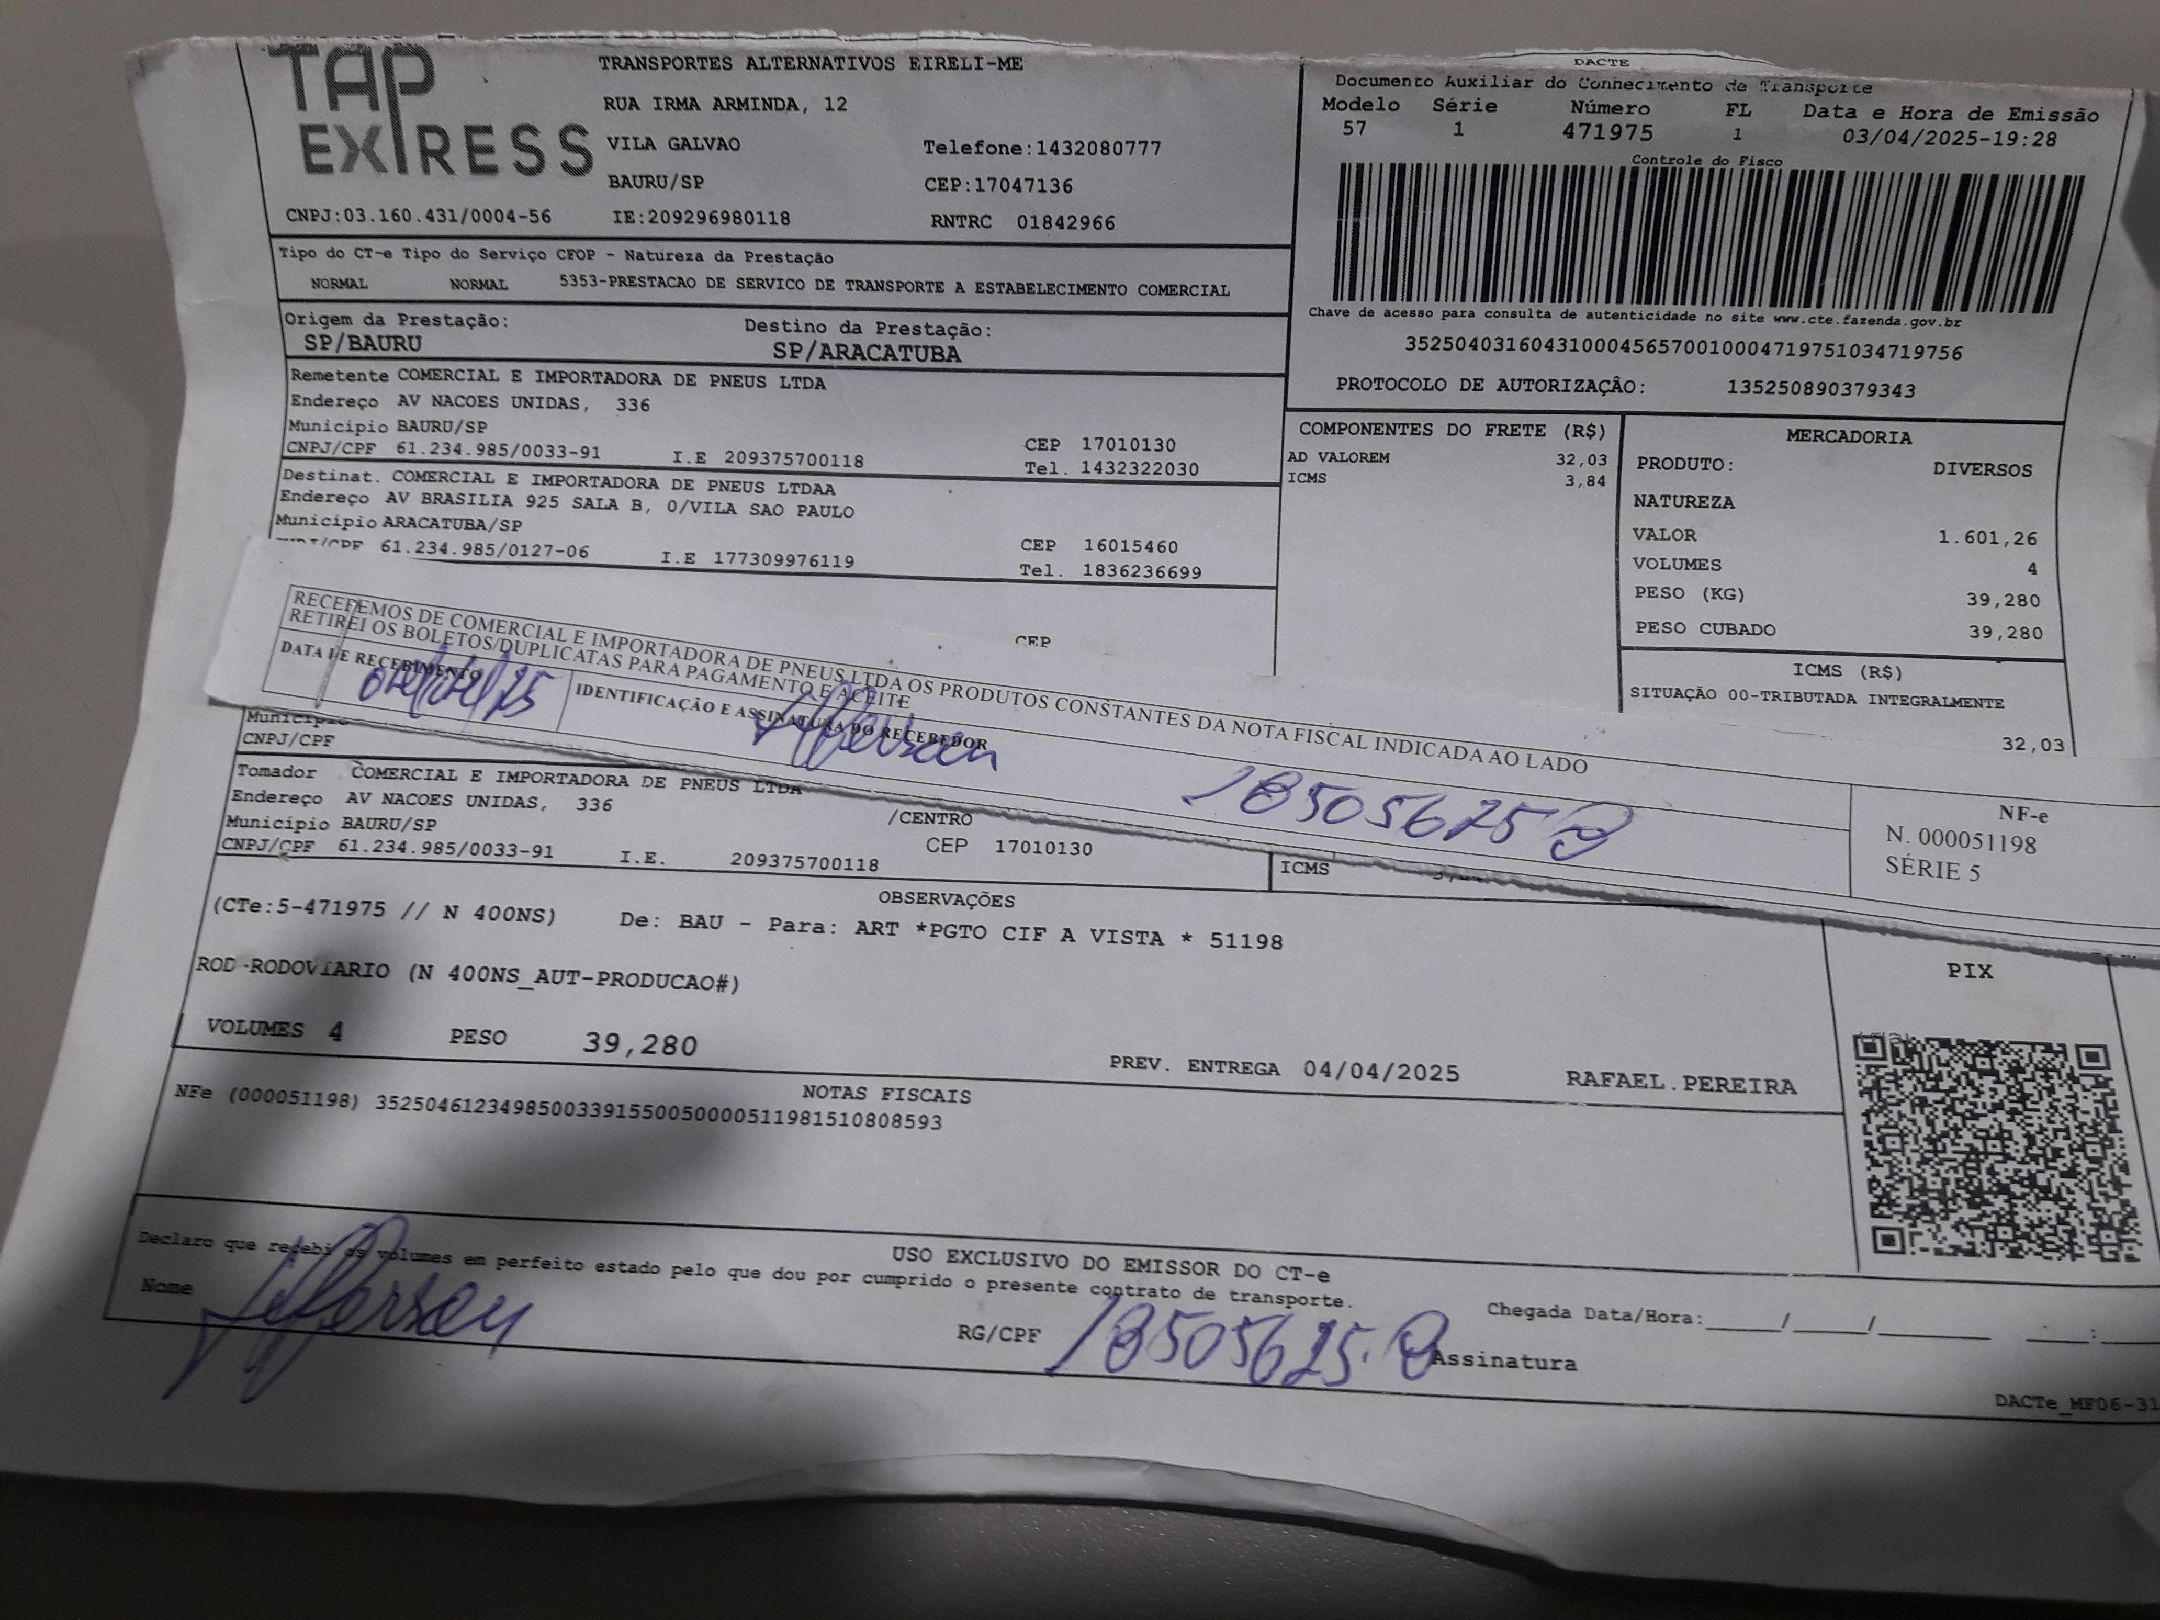 TAP EXPRESS
TRANSPORTES ALTERNATIVOS EIRELI-ME
RUA IRMA ARMINDA, 12
VILA GALVAO Telefone:1432080777
BAURU/SP CEP:17047136
CNPJ:03.160.431/0004-56 IE:209296980118 RNTRC 01842966
DACTE
Documento Auxiliar do Conhecimento de Transporte
Modelo Série Número FL Data e Hora de Emissão
57 1 471975 1 03/04/2025-19:28
Controle do Fisco
Chave de acesso para consulta de autenticidade no site www.cte.fazenda.gov.br
35250403160431000456570010004719751034719756
PROTOCOLO DE AUTORIZAÇÃO: 135250890379343
Tipo do CT-e Tipo do Serviço CFOP - Natureza da Prestação
NORMAL NORMAL 5353-PRESTACAO DE SERVICO DE TRANSPORTE A ESTABELECIMENTO COMERCIAL
Origem da Prestação: Destino da Prestação:
SP/BAURU SP/ARACATUBA
Remetente COMERCIAL E IMPORTADORA DE PNEUS LTDA
Endereço AV NACOES UNIDAS, 336
Município BAURU/SP CEP 17010130
CNPJ/CPF 61.234.985/0033-91 I.E 209375700118 Tel. 1432322030
Destinat. COMERCIAL E IMPORTADORA DE PNEUS LTDAA
Endereço AV BRASILIA 925 SALA B, 0/VILA SAO PAULO
Município ARACATUBA/SP CEP 16015460
61.234.985/0127-06 I.E 177309976119 Tel. 1836236699
CEP
COMPONENTES DO FRETE (R$)
AD VALOREM 32,03
ICMS 3,84
MERCADORIA
PRODUTO: DIVERSOS
NATUREZA
VALOR 1.601,26
VOLUMES 4
PESO (KG) 39,280
PESO CUBADO 39,280
ICMS (R$)
SITUAÇÃO 00-TRIBUTADA INTEGRALMENTE
32,03
RECEBEMOS DE COMERCIAL E IMPORTADORA DE PNEUS LTDA OS PRODUTOS CONSTANTES DA NOTA FISCAL INDICADA AO LADO
RETIREI OS BOLETOS/DUPLICATAS PARA PAGAMENTO E ACEITE
DATA DE RECEBIMENTO IDENTIFICAÇÃO E ASSINATURA DO RECEBEDOR
04/04/25 Jefferson
NF-e
N. 000051198
SÉRIE 5
Município
CNPJ/CPF
Tomador COMERCIAL E IMPORTADORA DE PNEUS LTDA
Endereço AV NACOES UNIDAS, 336 /CENTRO
Município BAURU/SP CEP 17010130
CNPJ/CPF 61.234.985/0033-91 I.E. 209375700118
ICMS
OBSERVAÇÕES
(CTe:5-471975 // N 400NS) De: BAU - Para: ART *PGTO CIF A VISTA * 51198
ROD-RODOVIARIO (N 400NS_AUT-PRODUCAO#)
VOLUMES 4 PESO 39,280 PREV. ENTREGA 04/04/2025 RAFAEL.PEREIRA
PIX
NOTAS FISCAIS
NFe (000051198) 35250461234985003391550050000511981510808593
USO EXCLUSIVO DO EMISSOR DO CT-e
Declaro que recebi os volumes em perfeito estado pelo que dou por cumprido o presente contrato de transporte.
Nome Jefferson RG/CPF Assinatura
Chegada Data/Hora:_____/_____/_______ ___:___
DACTe_MF06-31